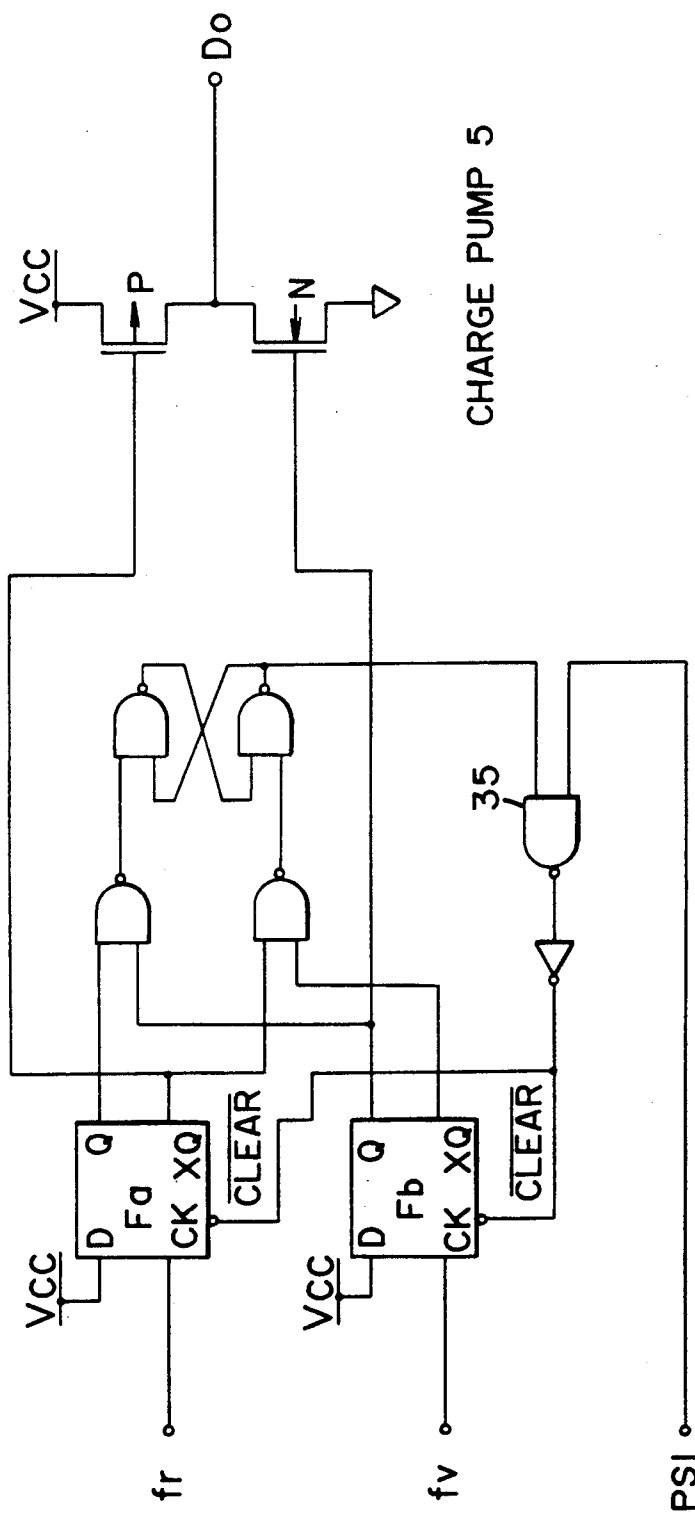 VCC
D Q
Fa
CK XQ
CLEAR
fr
VCC
D Q
Fb
CK XQ
CLEAR
fv
PSI
35
VCC
P
N
Do
CHARGE PUMP 5